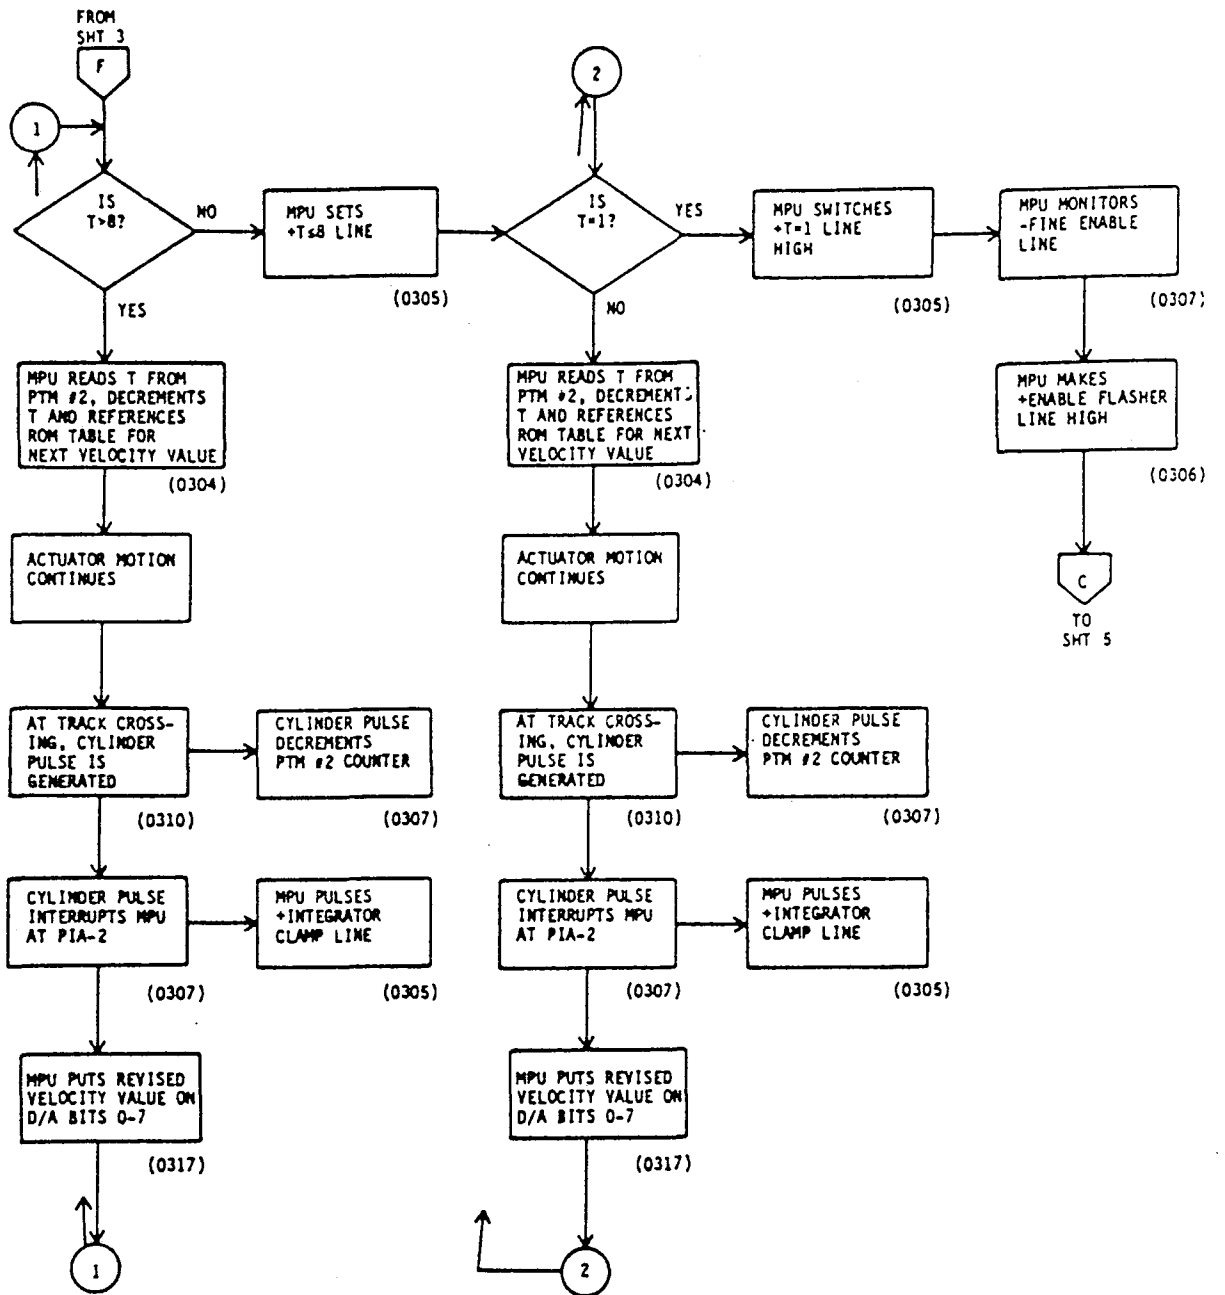 FROM
SHT 3
F
1
IS
T>8?
NO
YES
MPU SETS
+T≤8 LINE
(0305)
2
IS
T=1?
YES
NO
MPU SWITCHES
+T=1 LINE
HIGH
(0305)
MPU MONITORS
-FINE ENABLE
LINE
(0307)
MPU MAKES
+ENABLE FLASHER
LINE HIGH
(0306)
C
TO
SHT 5
MPU READS T FROM
PTM #2, DECREMENTS
T AND REFERENCES
ROM TABLE FOR
NEXT VELOCITY VALUE
(0304)
ACTUATOR MOTION
CONTINUES
AT TRACK CROSS-
ING, CYLINDER
PULSE IS
GENERATED
(0310)
CYLINDER PULSE
DECREMENTS
PTM #2 COUNTER
(0307)
CYLINDER PULSE
INTERRUPTS MPU
AT PIA-2
(0307)
MPU PULSES
+INTEGRATOR
CLAMP LINE
(0305)
MPU PUTS REVISED
VELOCITY VALUE ON
D/A BITS 0-7
(0317)
1
MPU READS T FROM
PTM #2, DECREMENTS
T AND REFERENCES
ROM TABLE FOR NEXT
VELOCITY VALUE
(0304)
ACTUATOR MOTION
CONTINUES
AT TRACK CROSS-
ING, CYLINDER
PULSE IS
GENERATED
(0310)
CYLINDER PULSE
DECREMENTS
PTM #2 COUNTER
(0307)
CYLINDER PULSE
INTERRUPTS MPU
AT PIA-2
(0307)
MPU PULSES
+INTEGRATOR
CLAMP LINE
(0305)
MPU PUTS REVISED
VELOCITY VALUE ON
D/A BITS 0-7
(0317)
2